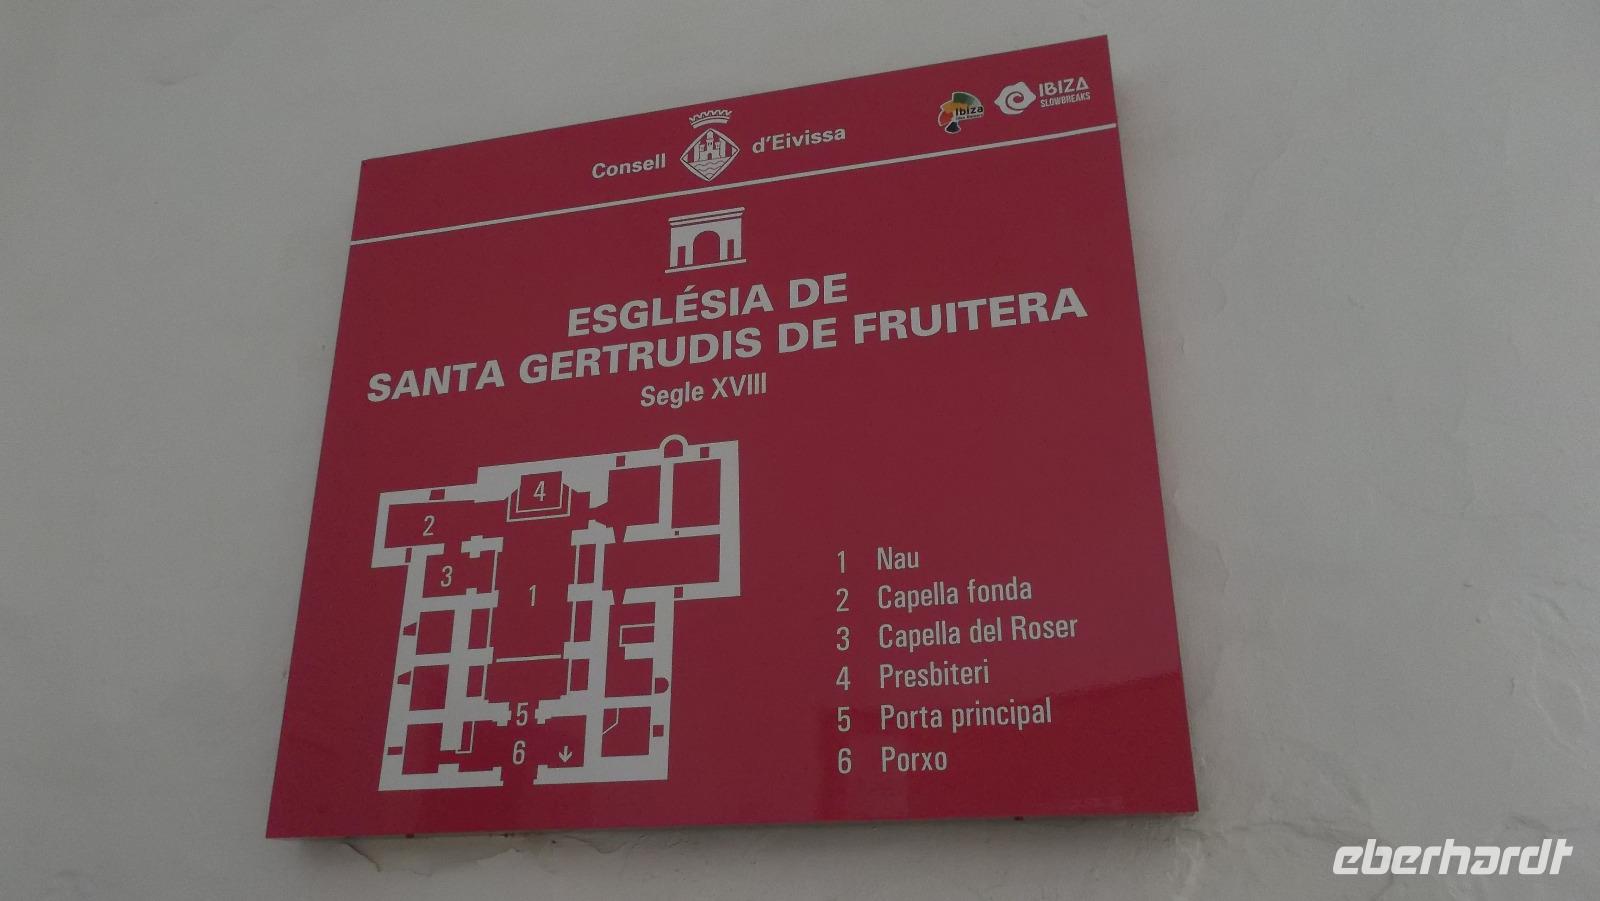 Consell d'Eivissa
Ibiza
IBIZA
SLOWBREAKS
ESGLÉSIA DE
SANTA GERTRUDIS DE FRUITERA
Segle XVIII
4
2
3
1
5
6
1 Nau
2 Capella fonda
3 Capella del Roser
4 Presbiteri
5 Porta principal
6 Porxo
eberhardt